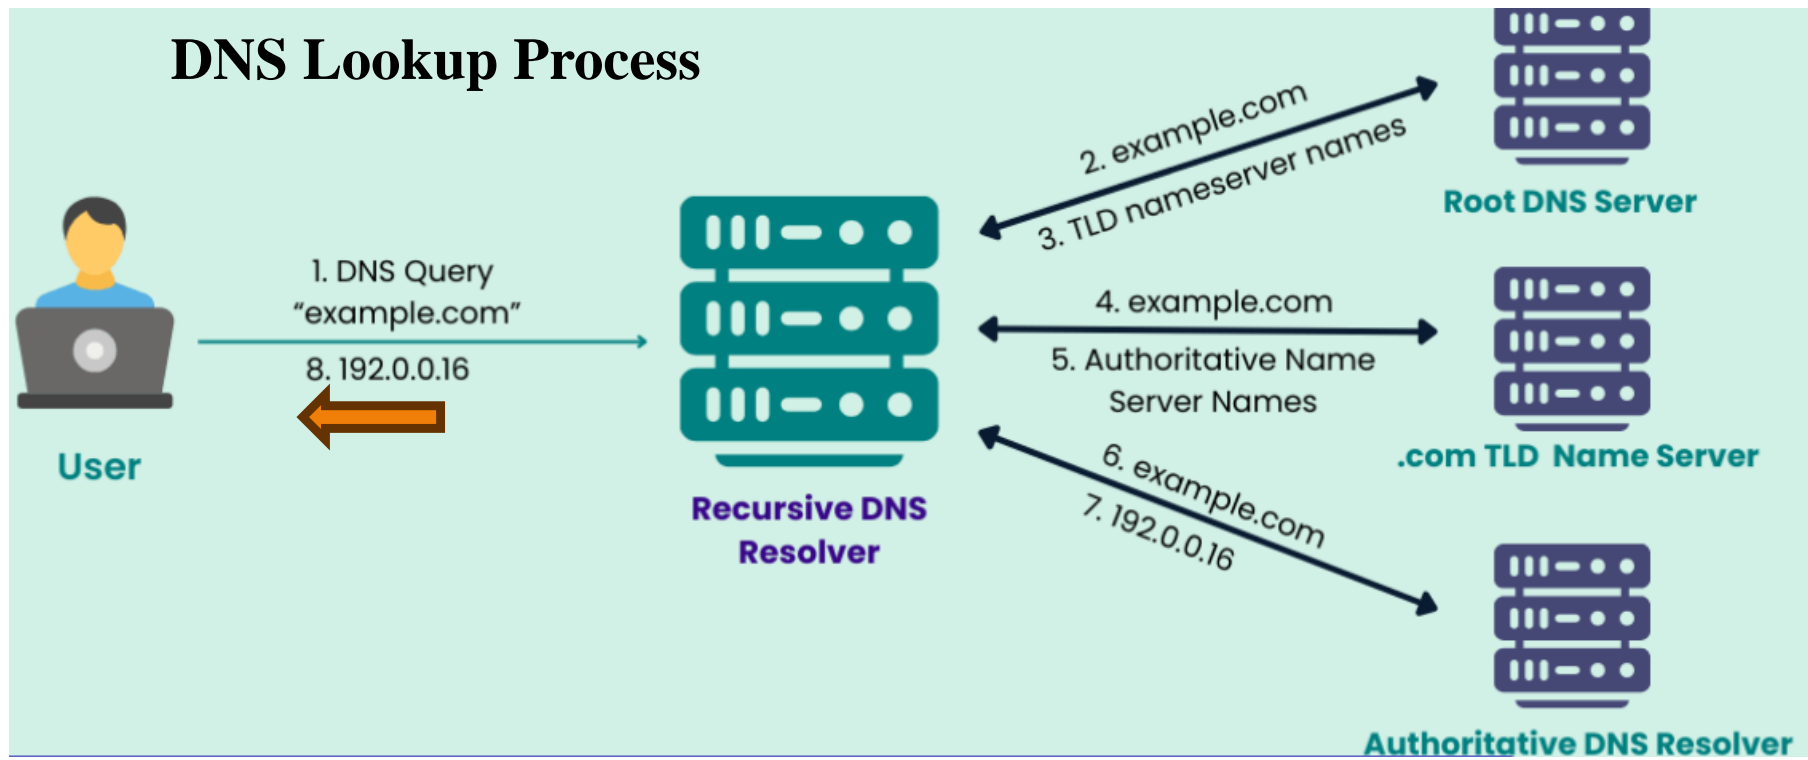 DNS Lookup Process
1. DNS Query
“example.com”
8. 192.0.0.16
User
Recursive DNS
Resolver
2. example.com
3. TLD nameserver names
Root DNS Server
4. example.com
5. Authoritative Name
Server Names
.com TLD Name Server
6. example.com
7. 192.0.0.16
Authoritative DNS Resolver